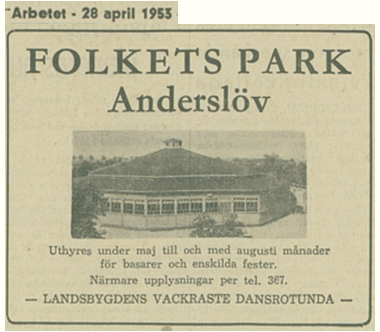 Arbetet - 28 april 1953
FOLKETS PARK
Anderslöv
Uthyres under maj till och med augusti månader
för basarer och enskilda fester.
Närmare upplysningar per tel. 367.
— LANDSBYGDENS VACKRASTE DANSROTUNDA —